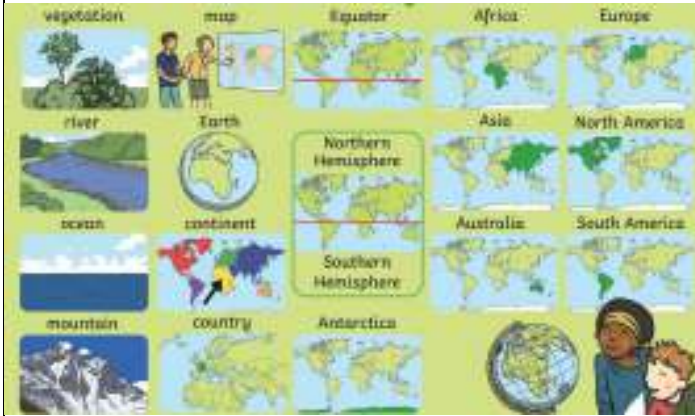 vegetation
map
Equator
Africa
Europe
river
Earth
Northern
Hemisphere
Asia
North America
ocean
continent
Southern
Hemisphere
Australia
South America
mountain
country
Antarctica